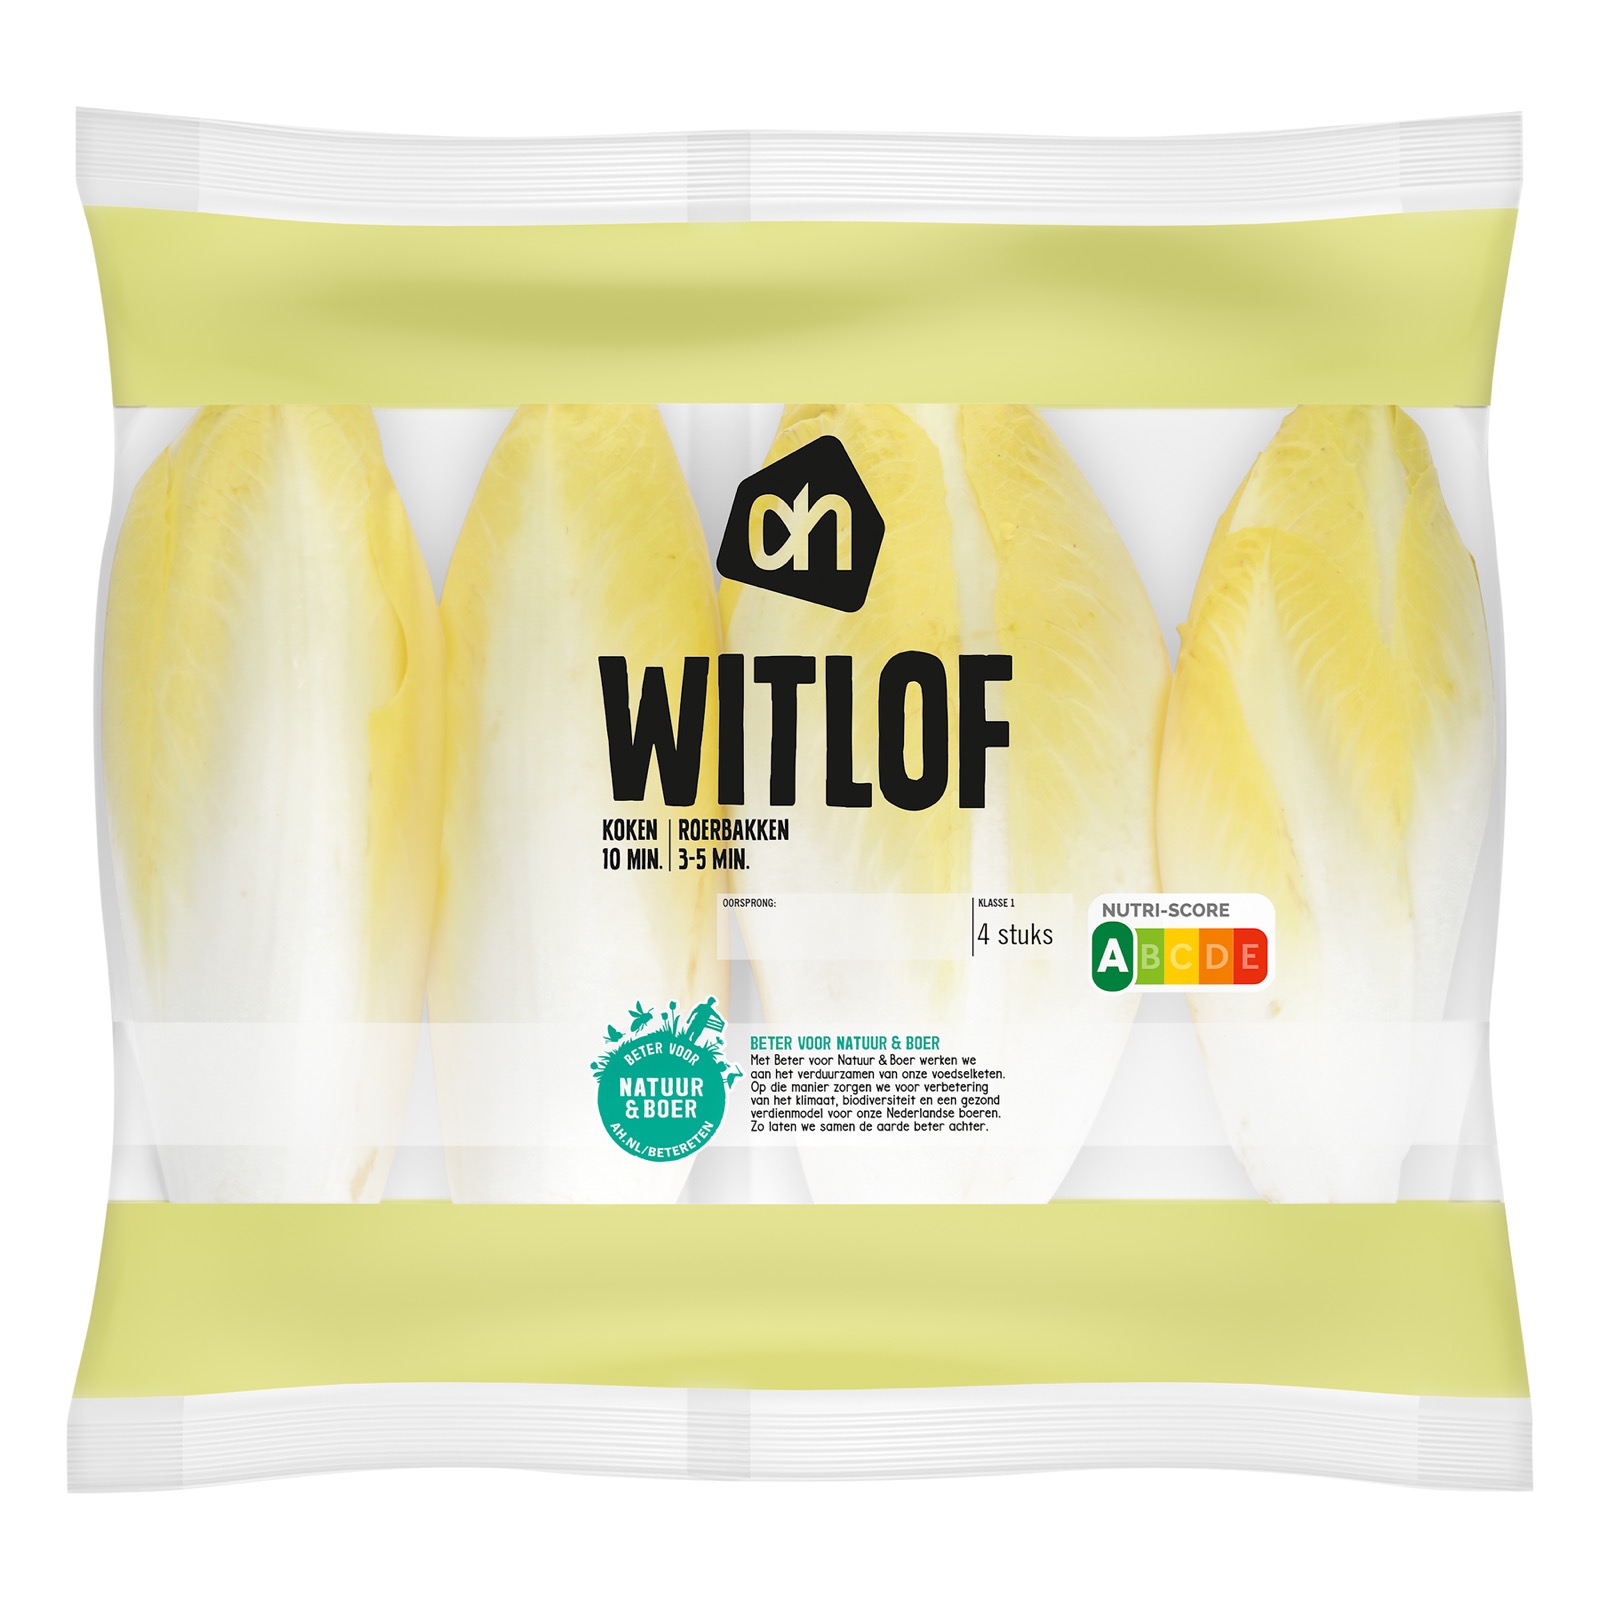 ah
WITLOF
KOKEN | ROERBAKKEN
10 MIN. | 3-5 MIN.
OORSPRONG:
KLASSE 1
4 stuks
NUTRI-SCORE
A B C D E
BETER VOOR
NATUUR
& BOER
AH.NL/BETERETEN
BETER VOOR NATUUR & BOER
Met Beter voor Natuur & Boer werken we
aan het verduurzamen van onze voedselketen.
Op die manier zorgen we voor verbetering
van het klimaat, biodiversiteit en een gezond
verdienmodel voor onze Nederlandse boeren.
Zo laten we samen de aarde beter achter.